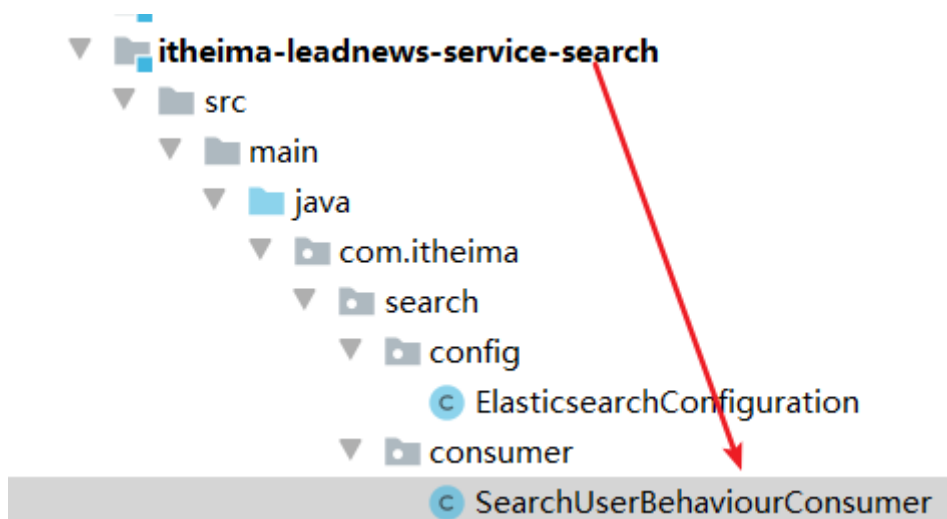 itheima-leadnews-service-search
src
main
java
com.itheima
search
config
C ElasticsearchConfiguration
consumer
C SearchUserBehaviourConsumer